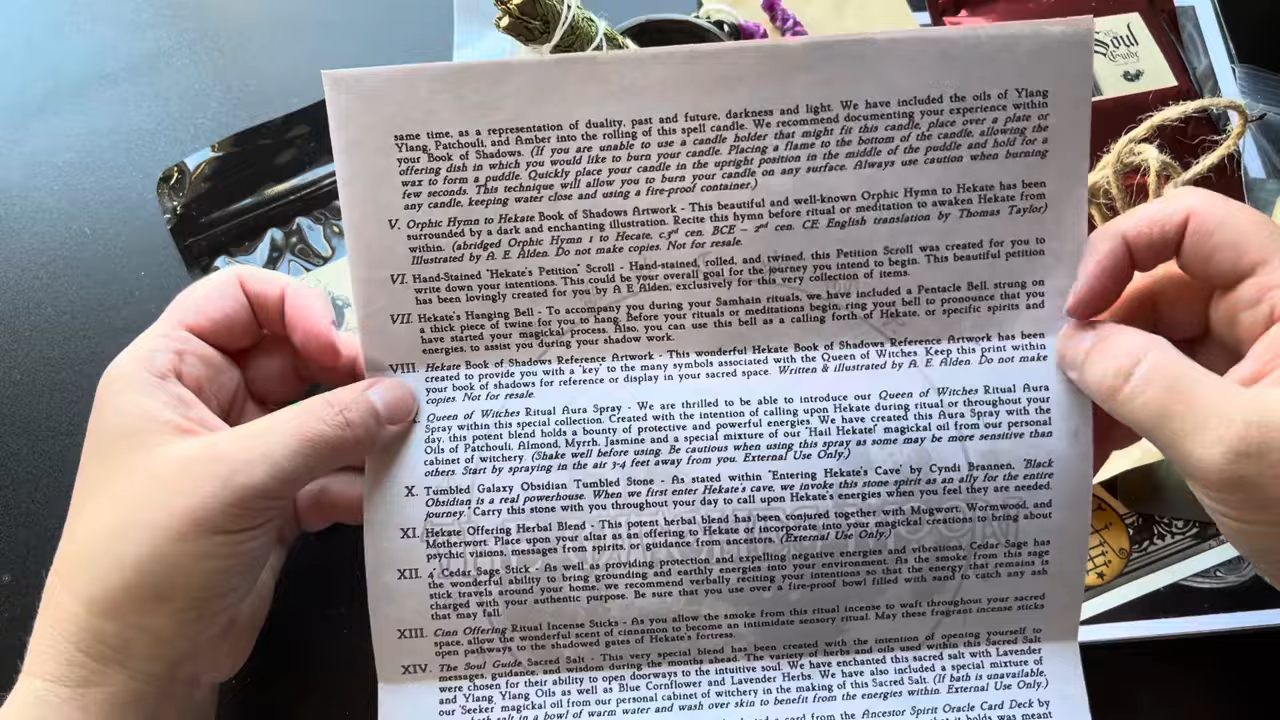 same time, as a representation of duality, past and future, darkness and light. We have included the oils of Ylang
Ylang, Patchouli, and Amber into the rolling of this spell candle. We recommend documenting your experience within
your Book of Shadows. (If you are unable to use a candle holder that might fit this candle, place over a plate or
offering dish in which you would like to burn your candle. Placing a flame to the bottom of the candle, allowing the
wax to form a puddle. Quickly place your candle in the upright position in the middle of the puddle and hold for a
few seconds. This technique will allow you to burn your candle on any surface. Always use caution when burning
any candle, keeping water close and using a fire-proof container.)
V. Orphic Hymn to Hekate Book of Shadows Artwork - This beautiful and well-known Orphic Hymn to Hekate has been
surrounded by a dark and enchanting illustration. Recite this hymn before ritual or meditation to awaken Hekate from
within. (abridged Orphic Hymn 1 to Hecate, c.3rd cen. BCE – 2nd cen. CE: English translation by Thomas Taylor)
Illustrated by A. E. Alden. Do not make copies. Not for resale.
VI. Hand-Stained "Hekate's Petition" Scroll - Hand-stained, rolled, and twined, this Petition Scroll was created for you to
write down your intentions. This could be your overall goal for the journey you intend to begin. This beautiful petition
has been lovingly created for you by A. E Alden, exclusively for this very collection of items.
VII. Hekate's Hanging Bell - To accompany you during your Samhain rituals, we have included a Pentacle Bell, strung on
a thick piece of twine for you to hang. Before your rituals or meditations begin, ring your bell to pronounce that you
have started your magickal process. Also, you can use this bell as a calling forth of Hekate, or specific spirits and
energies, to assist you during your shadow work.
VIII. Hekate Book of Shadows Reference Artwork - This wonderful Hekate Book of Shadows Reference Artwork has been
created to provide you with a "key" to the many symbols associated with the Queen of Witches. Keep this print within
your book of shadows for reference or display in your sacred space. Written & illustrated by A. E. Alden. Do not make
copies. Not for resale.
Queen of Witches Ritual Aura Spray - We are thrilled to be able to introduce our Queen of Witches Ritual Aura
Spray within this special collection. Created with the intention of calling upon Hekate during ritual or throughout your
day, this potent blend holds a bounty of protective and powerful energies. We have created this Aura Spray with the
Oils of Patchouli, Almond, Myrrh, Jasmine and a special mixture of our "Hail Hekate!" magickal oil from our personal
cabinet of witchery. (Shake well before using. Be cautious when using this spray as some may be more sensitive than
others. Start by spraying in the air 3-4 feet away from you. External Use Only.)
X. Tumbled Galaxy Obsidian Tumbled Stone - As stated within "Entering Hekate's Cave" by Cyndi Brannen, "Black
Obsidian is a real powerhouse. When we first enter Hekate's cave, we invoke this stone spirit as an ally for the entire
journey." Carry this stone with you throughout your day to call upon Hekate's energies when you feel they are needed.
XI. Hekate Offering Herbal Blend - This potent herbal blend has been conjured together with Mugwort, Wormwood, and
Motherwort. Place upon your altar as an offering to Hekate or incorporate into your magickal creations to bring about
psychic visions, messages from spirits, or guidance from ancestors. (External Use Only.)
XII. 4" Cedar Sage Stick - As well as providing protection and expelling negative energies and vibrations, Cedar Sage has
the wonderful ability to bring grounding and earthly energies into your environment. As the smoke from this sage
stick travels around your home, we recommend verbally reciting your intentions so that the energy that remains is
charged with your authentic purpose. Be sure that you use over a fire-proof bowl filled with sand to catch any ash
that may fall.
XIII. Cinn Offering Ritual Incense Sticks - As you allow the smoke from this ritual incense to waft throughout your sacred
space, allow the wonderful scent of cinnamon to become an intimidate sensory ritual. May these fragrant incense sticks
open pathways to the shadowed gates of Hekate's fortress.
XIV. The Soul Guide Sacred Salt - This very special blend has been created with the intention of opening yourself to
messages, guidance, and wisdom during the months ahead. The variety of herbs and oils used within this Sacred Salt
were chosen for their ability to open doorways to the intuitive soul. We have enchanted this sacred salt with Lavender
and Ylang Ylang Oils as well as Blue Cornflower and Lavender Herbs. We have also included a special mixture of
our "Seeker" magickal oil from our personal cabinet of witchery in the making of this Sacred Salt. (If bath is unavailable,
bath salt in a bowl of warm water and wash over skin to benefit from the energies within. External Use Only.)
a card from the Ancestor Spirit Oracle Card Deck by
it holds was meant
Soul
Guide